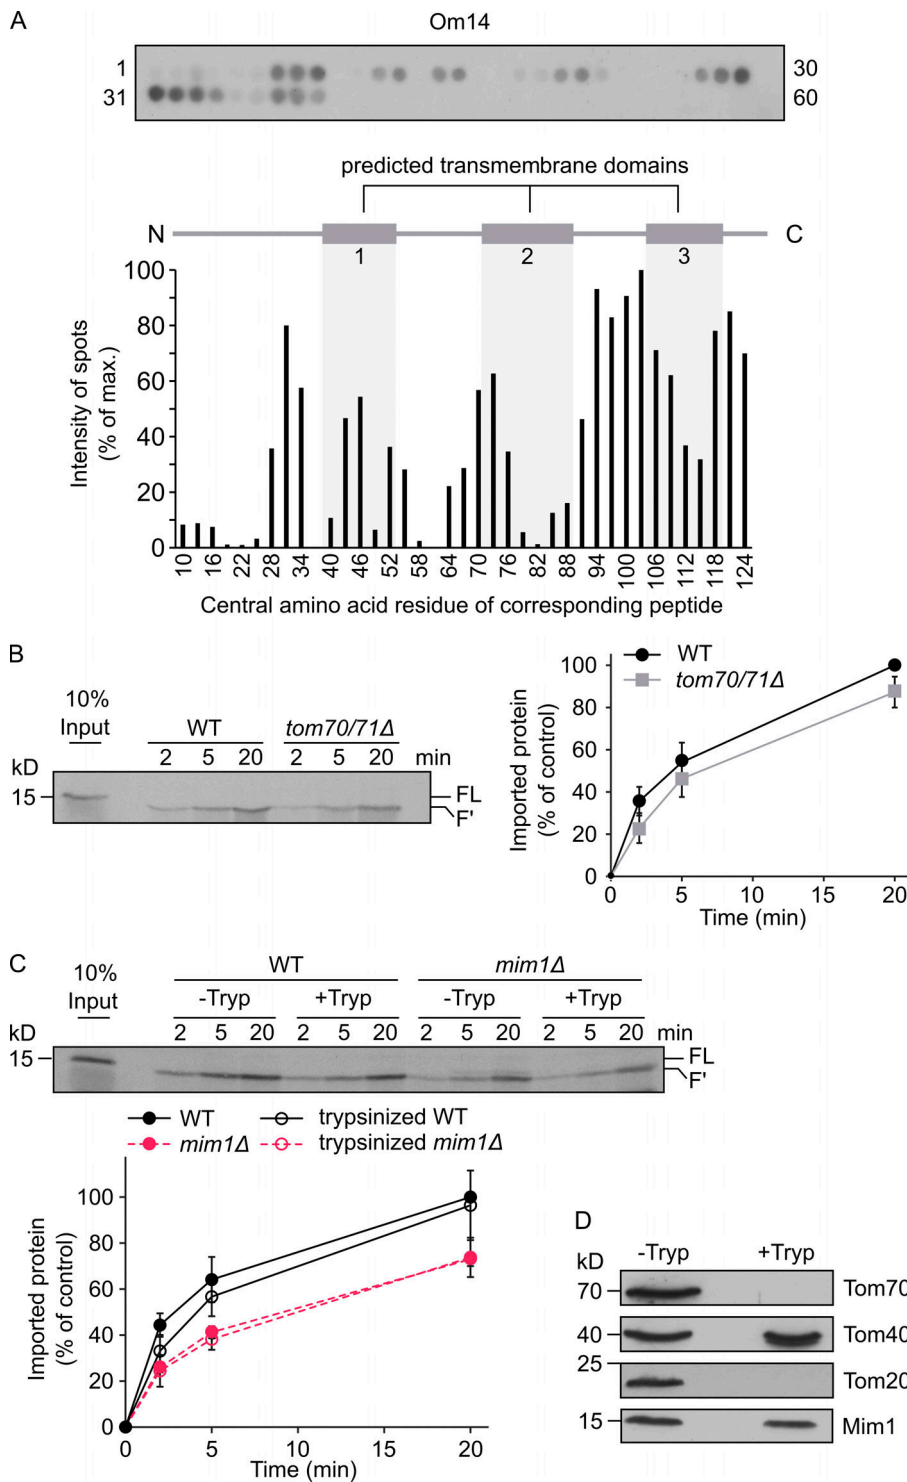 A
Om14
1 30
31 60
predicted transmembrane domains
N C
1 2 3
Intensity of spots
(% of max.)
100
80
60
40
20
0
10 16 22 28 34 40 46 52 58 64 70 76 82 88 94 100 106 112 118 124
Central amino acid residue of corresponding peptide
B
10%
Input WT tom70/71Δ
kD 2 5 20 2 5 20 min
15 FL
F'
WT
tom70/71Δ
Imported protein
(% of control)
100
80
60
40
20
0
0 5 10 15 20
Time (min)
C
10%
Input
WT mim1Δ
-Tryp +Tryp -Tryp +Tryp
kD 2 5 20 2 5 20 2 5 20 2 5 20 min
15 FL
F'
WT trypsinized WT
mim1Δ trypsinized mim1Δ
Imported protein
(% of control)
100
80
60
40
20
0
0 5 10 15 20
Time (min)
D
kD -Tryp +Tryp
70 Tom70
40 Tom40
25
Tom20
15 Mim1